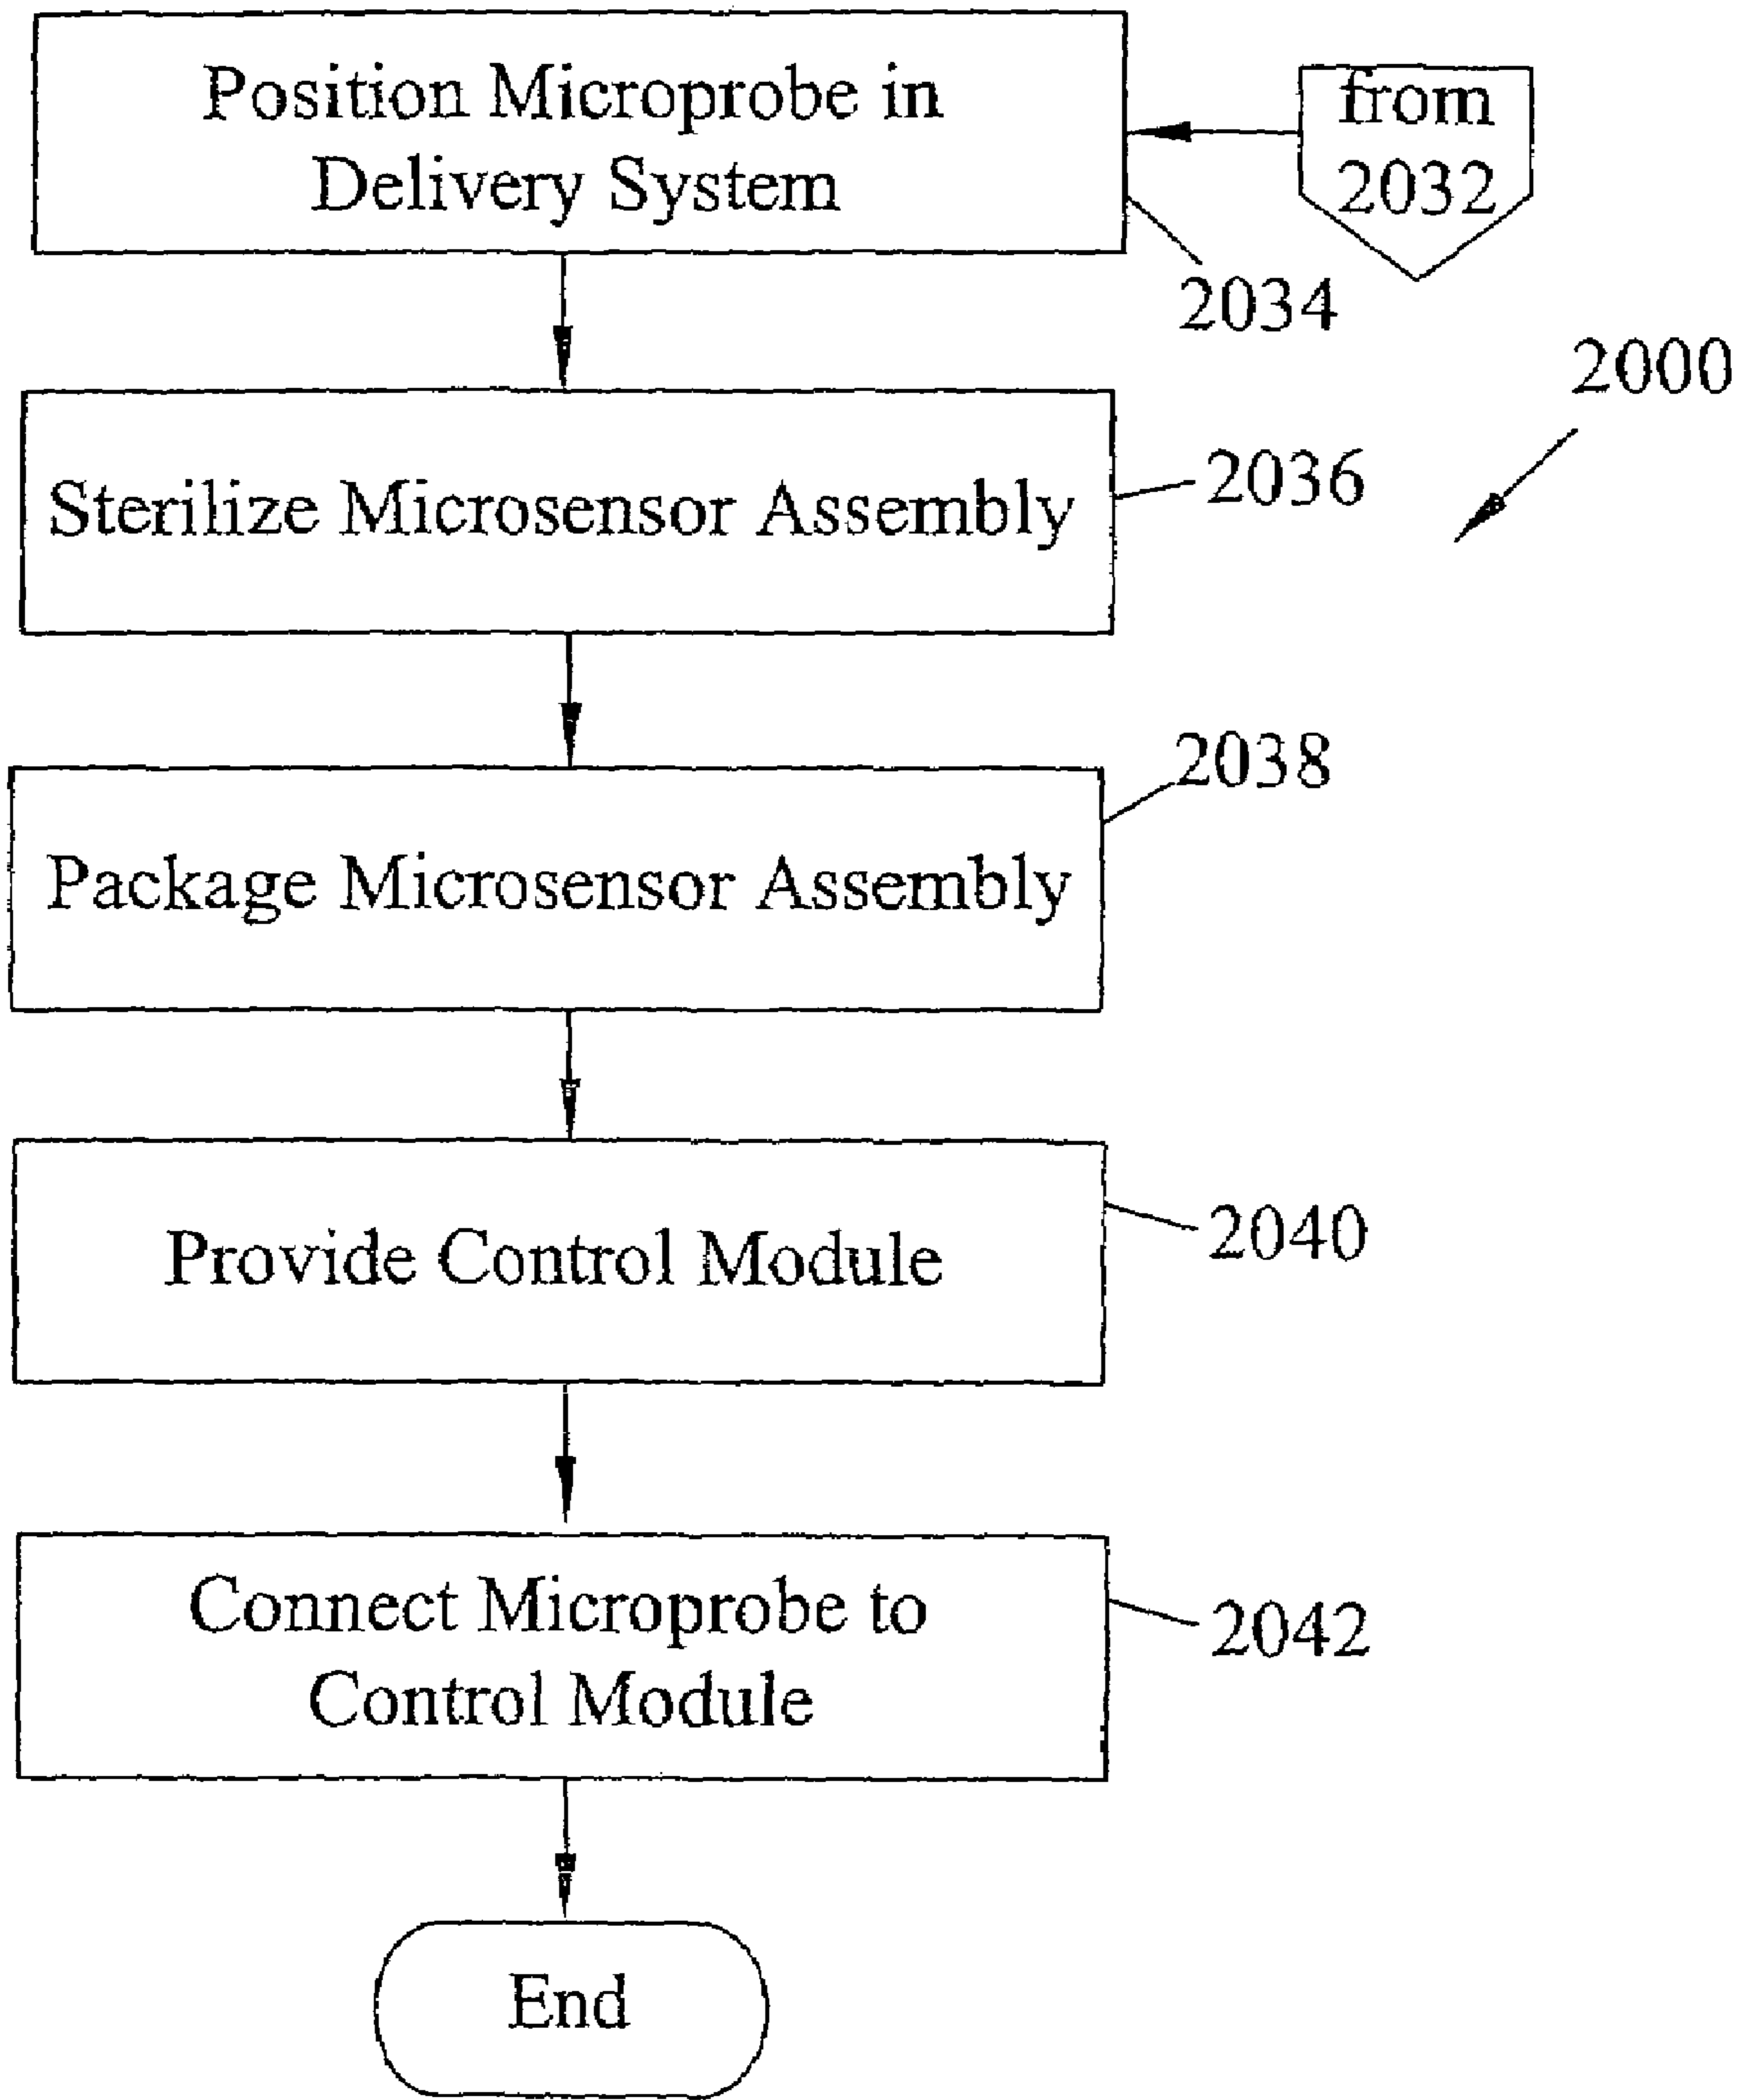 Position Microprobe in
Delivery System
from
2032
2034
2000
Sterilize Microsensor Assembly
2036
2038
Package Microsensor Assembly
Provide Control Module
2040
Connect Microprobe to
Control Module
2042
End